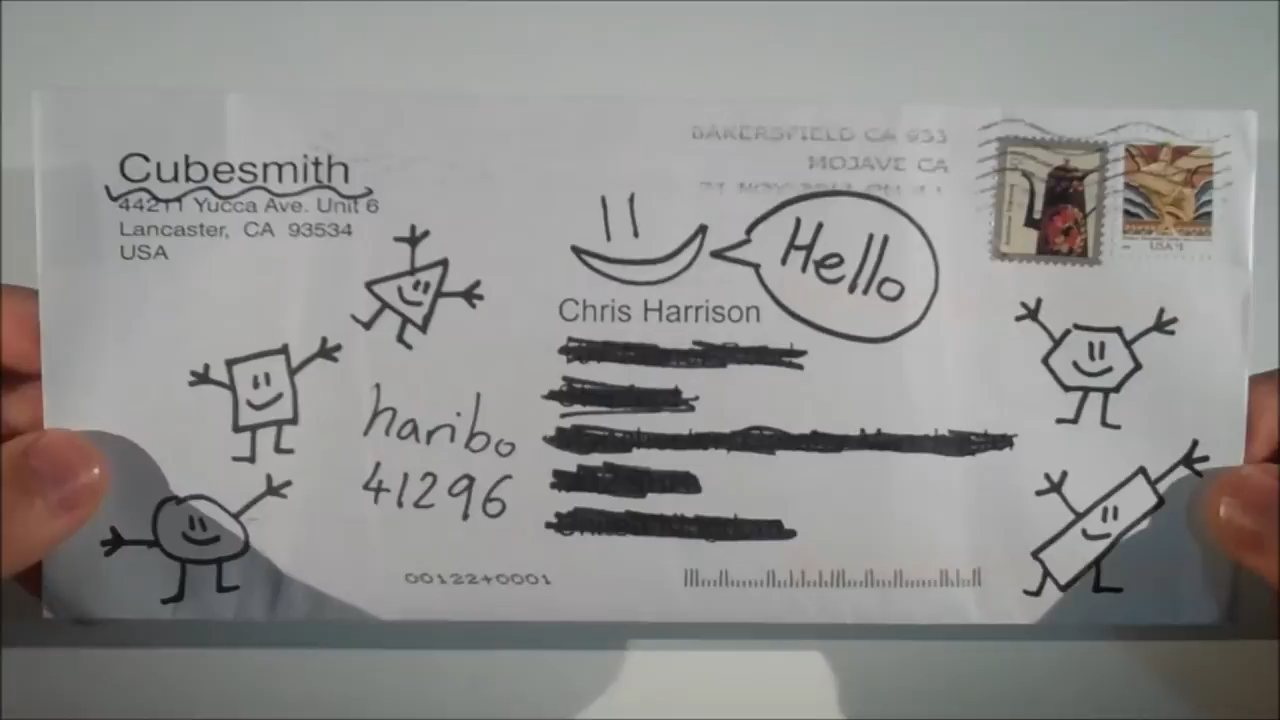 Cubesmith
44211 Yucca Ave. Unit 6
Lancaster, CA 93534
USA
BAKERSFIELD CA 933
MOJAVE CA
USA
Hello
Chris Harrison
haribo
41296
00122+0001